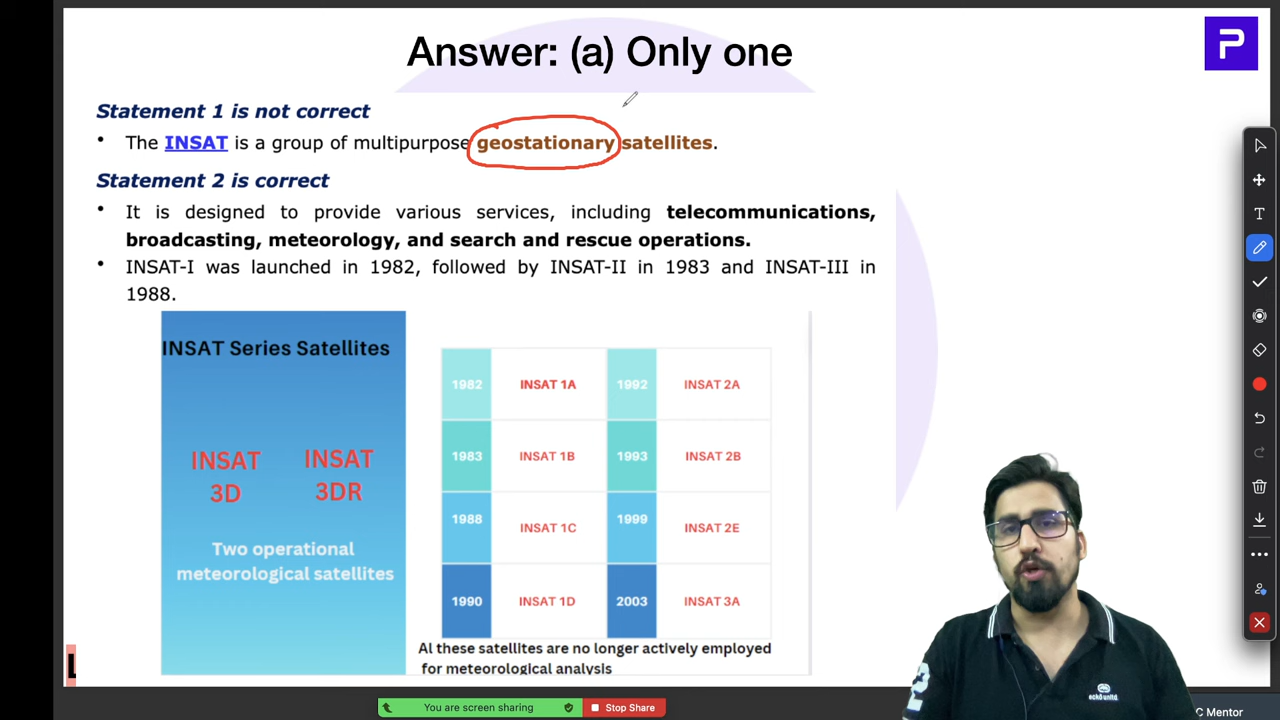 Answer: (a) Only one
P
Statement 1 is not correct
• The INSAT is a group of multipurpose geostationary satellites.
Statement 2 is correct
• It is designed to provide various services, including telecommunications,
broadcasting, meteorology, and search and rescue operations.
• INSAT-I was launched in 1982, followed by INSAT-II in 1983 and INSAT-III in
1988.
INSAT Series Satellites
INSAT
3D
INSAT
3DR
Two operational
meteorological satellites
1982 INSAT 1A 1992 INSAT 2A
1983 INSAT 1B 1993 INSAT 2B
1988 INSAT 1C 1999 INSAT 2E
1990 INSAT 1D 2003 INSAT 3A
Al these satellites are no longer actively employed
for meteorological analysis
L
T
2
ecko unltd.
You are screen sharing
Stop Share
C Mentor